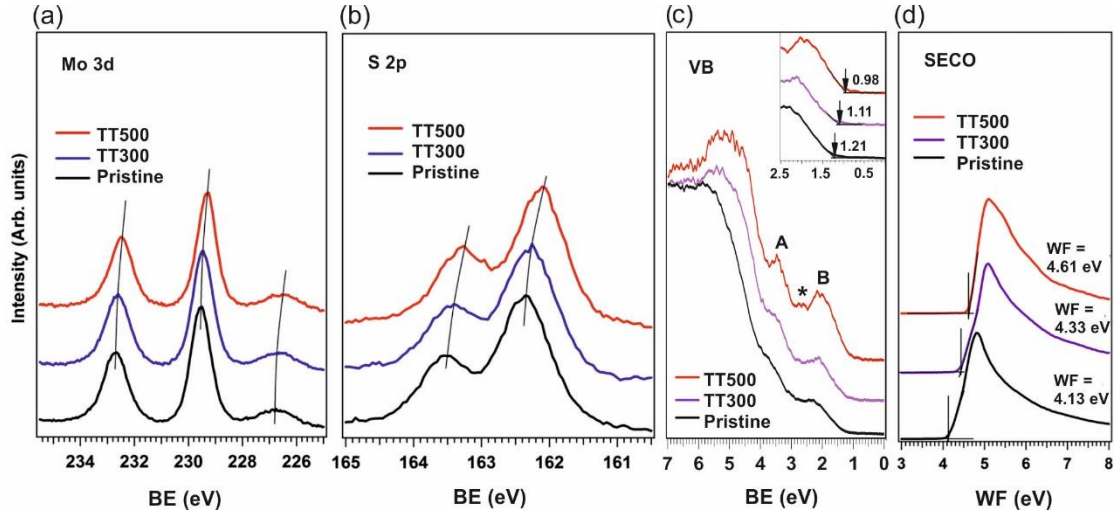 (a)
Mo 3d
TT500
TT300
Pristine
Intensity (Arb. units)
234 232 230 228 226
BE (eV)
(b)
S 2p
TT500
TT300
Pristine
165 164 163 162 161
BE (eV)
(c)
VB
0.98
1.11
1.21
2.5 1.5 0.5
A
*
B
TT500
TT300
Pristine
7 6 5 4 3 2 1 0
BE (eV)
(d)
SECO
TT500
TT300
Pristine
WF =
4.61 eV
WF =
4.33 eV
WF =
4.13 eV
3 4 5 6 7 8
WF (eV)